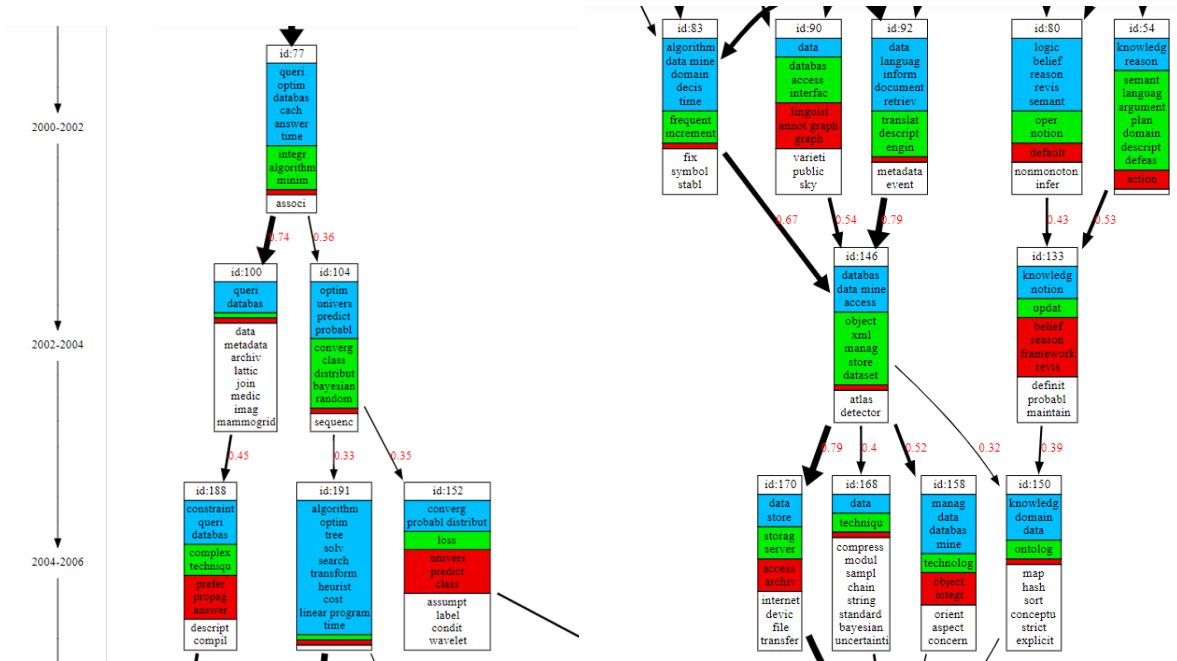 2000-2002
2002-2004
2004-2006
id:77
queri
optim
databas
cach
answer
time
integr
algorithm
minim
associ
0.74
0.36
id:100
queri
databas
data
metadata
archiv
lattic
join
medic
imag
mammogrid
id:104
optim
univers
predict
probabl
converg
class
distribut
bayesian
random
sequenc
0.45
0.33
0.35
id:188
constraint
queri
databas
complex
techniqu
prefer
propag
answer
descript
compil
id:191
algorithm
optim
tree
solv
search
transform
heurist
cost
linear program
time
id:152
converg
probabl distribut
loss
univers
predict
class
assumpt
label
condit
wavelet
id:83
algorithm
data mine
domain
decis
time
frequent
increment
fix
symbol
stabl
id:90
data
databas
access
interfac
linguist
annot graph
graph
varieti
public
sky
id:92
data
languag
inform
document
retriev
translat
descript
engin
metadata
event
id:80
logic
belief
reason
revis
semant
oper
notion
default
nonmonoton
infer
id:54
knowledg
reason
semant
languag
argument
plan
domain
descript
defeas
action
0.67
0.54
0.79
0.43
0.53
id:146
databas
data mine
access
object
xml
manag
store
dataset
atlas
detector
id:133
knowledg
notion
updat
belief
reason
framework
revis
definit
probabl
maintain
0.79
0.4
0.52
0.32
0.39
id:170
data
store
storag
server
access
archiv
internet
devic
file
transfer
id:168
data
techniqu
compress
modul
sampl
chain
string
standard
bayesian
uncertainti
id:158
manag
data
databas
mine
technolog
object
integr
orient
aspect
concern
id:150
knowledg
domain
data
ontolog
map
hash
sort
conceptu
strict
explicit